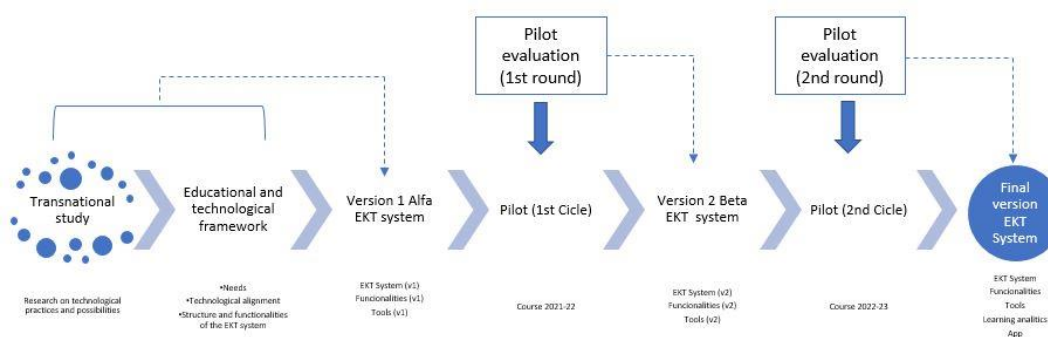 Pilot
evaluation
(1st round)
Pilot
evaluation
(2nd round)
Transnational
study
Educational and
technological
framework
Version 1 Alfa
EKT system
Pilot (1st Cicle)
Version 2 Beta
EKT system
Pilot (2nd Cicle)
Final
version
EKT
System
Research on technological
practices and possibilities
•Needs
•Technological alignment
•Structure and functionalities
of the EKT system
EKT System (v1)
Funcionalities (v1)
Tools (v1)
Course 2021-22
EKT System (v2)
Funcionalities (v2)
Tools (v2)
Course 2022-23
EKT System
Funcionalities
Tools
Learning analitics
App